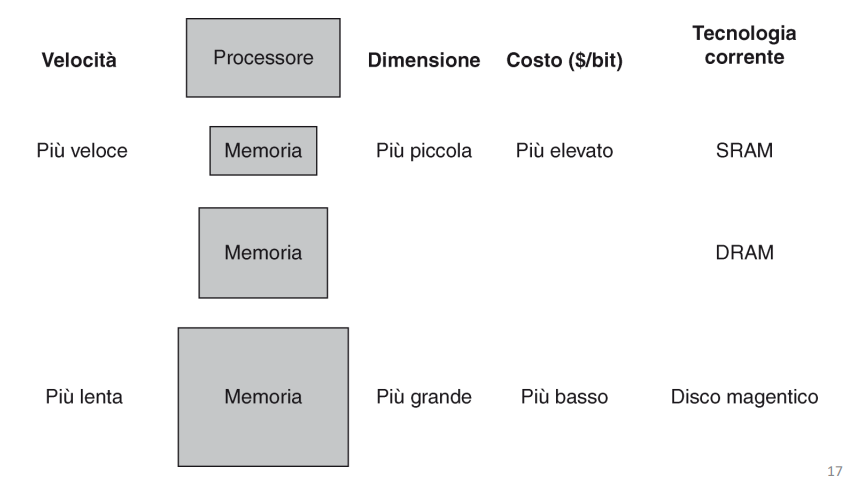 Velocità
Processore
Dimensione
Costo ($/bit)
Tecnologia
corrente
Più veloce
Memoria
Più piccola
Più elevato
SRAM
Memoria
DRAM
Più lenta
Memoria
Più grande
Più basso
Disco magentico
17